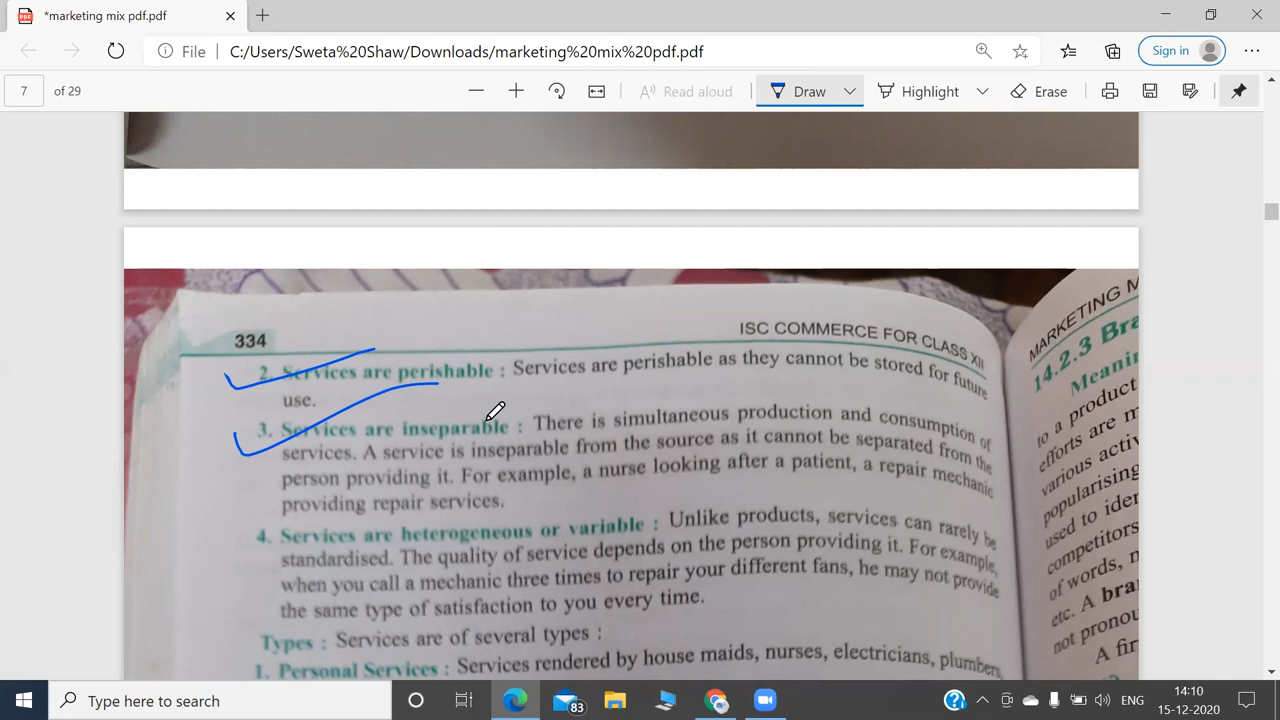 *marketing mix pdf.pdf
File
C:/Users/Sweta%20Shaw/Downloads/marketing%20mix%20pdf.pdf
Sign in
7
of 29
Read aloud
Draw
Highlight
Erase
334
ISC COMMERCE FOR CLASS XII
2. Services are perishable : Services are perishable as they cannot be stored for future
use.
3. Services are inseparable : There is simultaneous production and consumption of
services. A service is inseparable from the source as it cannot be separated from the
person providing it. For example, a nurse looking after a patient, a repair mechanic
providing repair services.
4. Services are heterogeneous or variable : Unlike products, services can rarely be
standardised. The quality of service depends on the person providing it. For example,
when you call a mechanic three times to repair your different fans, he may not provide
the same type of satisfaction to you every time.
Types : Services are of several types :
1. Personal Services : Services rendered by house maids, nurses, electricians, plumbers,
MARKETING M
14.2.3 Bra
Meanin
to a product
efforts are m
various activ
popularising
used to iden
competitors
of words, n
etc. A bran
not pronou
A fir
Type here to search
83
ENG
14:10
15-12-2020